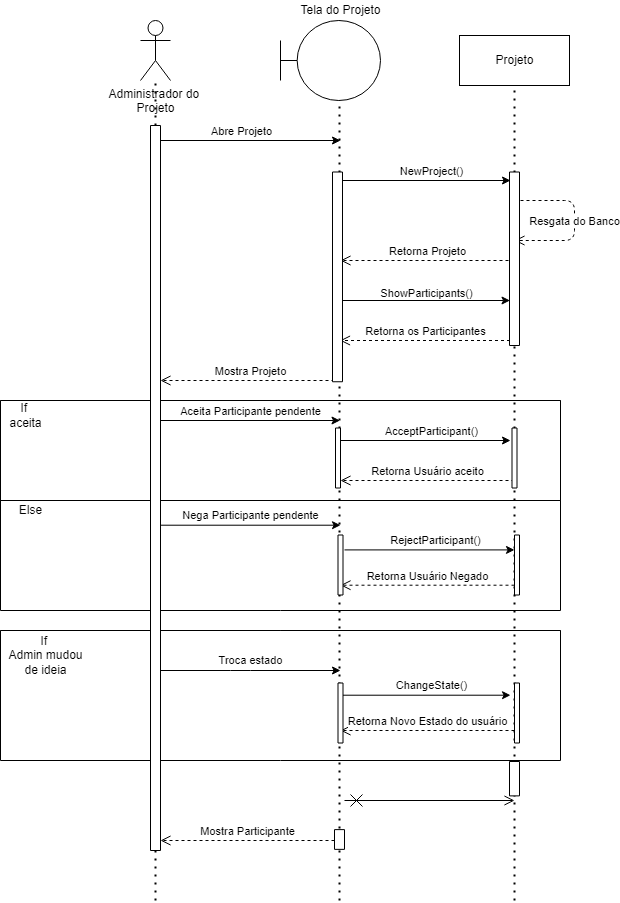 Tela do Projeto
Projeto
Administrador do
Projeto
Abre Projeto
NewProject()
Resgata do Banco
Retorna Projeto
ShowParticipants()
Retorna os Participantes
Mostra Projeto
If
aceita
Aceita Participante pendente
AcceptParticipant()
Retorna Usuário aceito
Else
Nega Participante pendente
RejectParticipant()
Retorna Usuário Negado
If
Admin mudou
de ideia
Troca estado
ChangeState()
Retorna Novo Estado do usuário
Mostra Participante